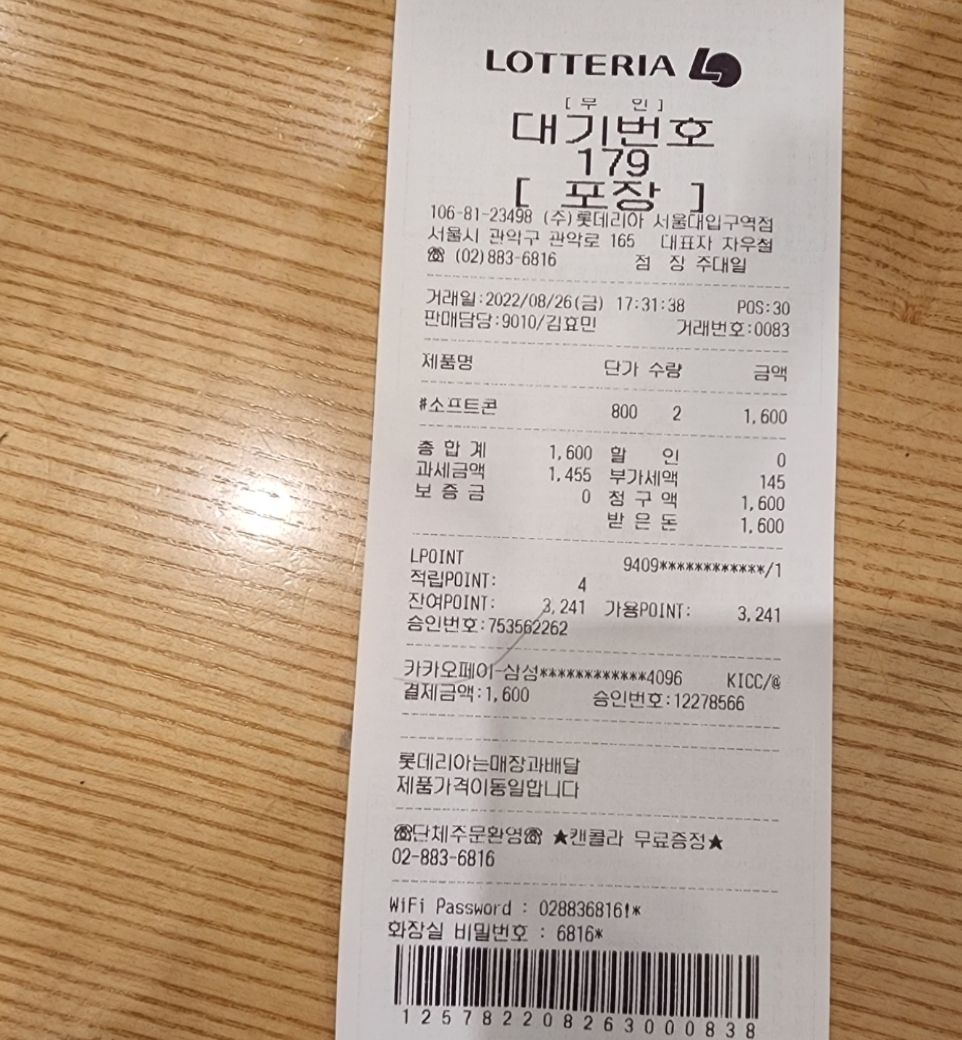 LOTTERIA
[무 인]
대기번호
179
[ 포장 ]
106-81-23498 (주)롯데리아 서울대입구역점
서울시 관악구 관악로 165 대표자 차우철
☎ (02)883-6816 점 장 주대일
거래일:2022/08/26(금) 17:31:38 POS:30
판매담당:9010/김효민 거래번호:0083
제품명 단가 수량 금액
#소프트콘 800 2 1,600
총 합 계 1,600 할 인 0
과세금액 1,455 부가세액 145
보 증 금 0 청 구 액 1,600
받 은 돈 1,600
LPOINT 9409************/1
적립POINT: 4
잔여POINT: 3,241 가용POINT: 3,241
승인번호:753562262
카카오페이-삼성************4096 KICC/@
결제금액:1,600 승인번호:12278566
롯데리아는매장과배달
제품가격이동일합니다
☎단체주문환영☎ ★캔콜라 무료증정★
02-883-6816
WiFi Password : 028836816!*
화장실 비밀번호 : 6816*
125782208263000838